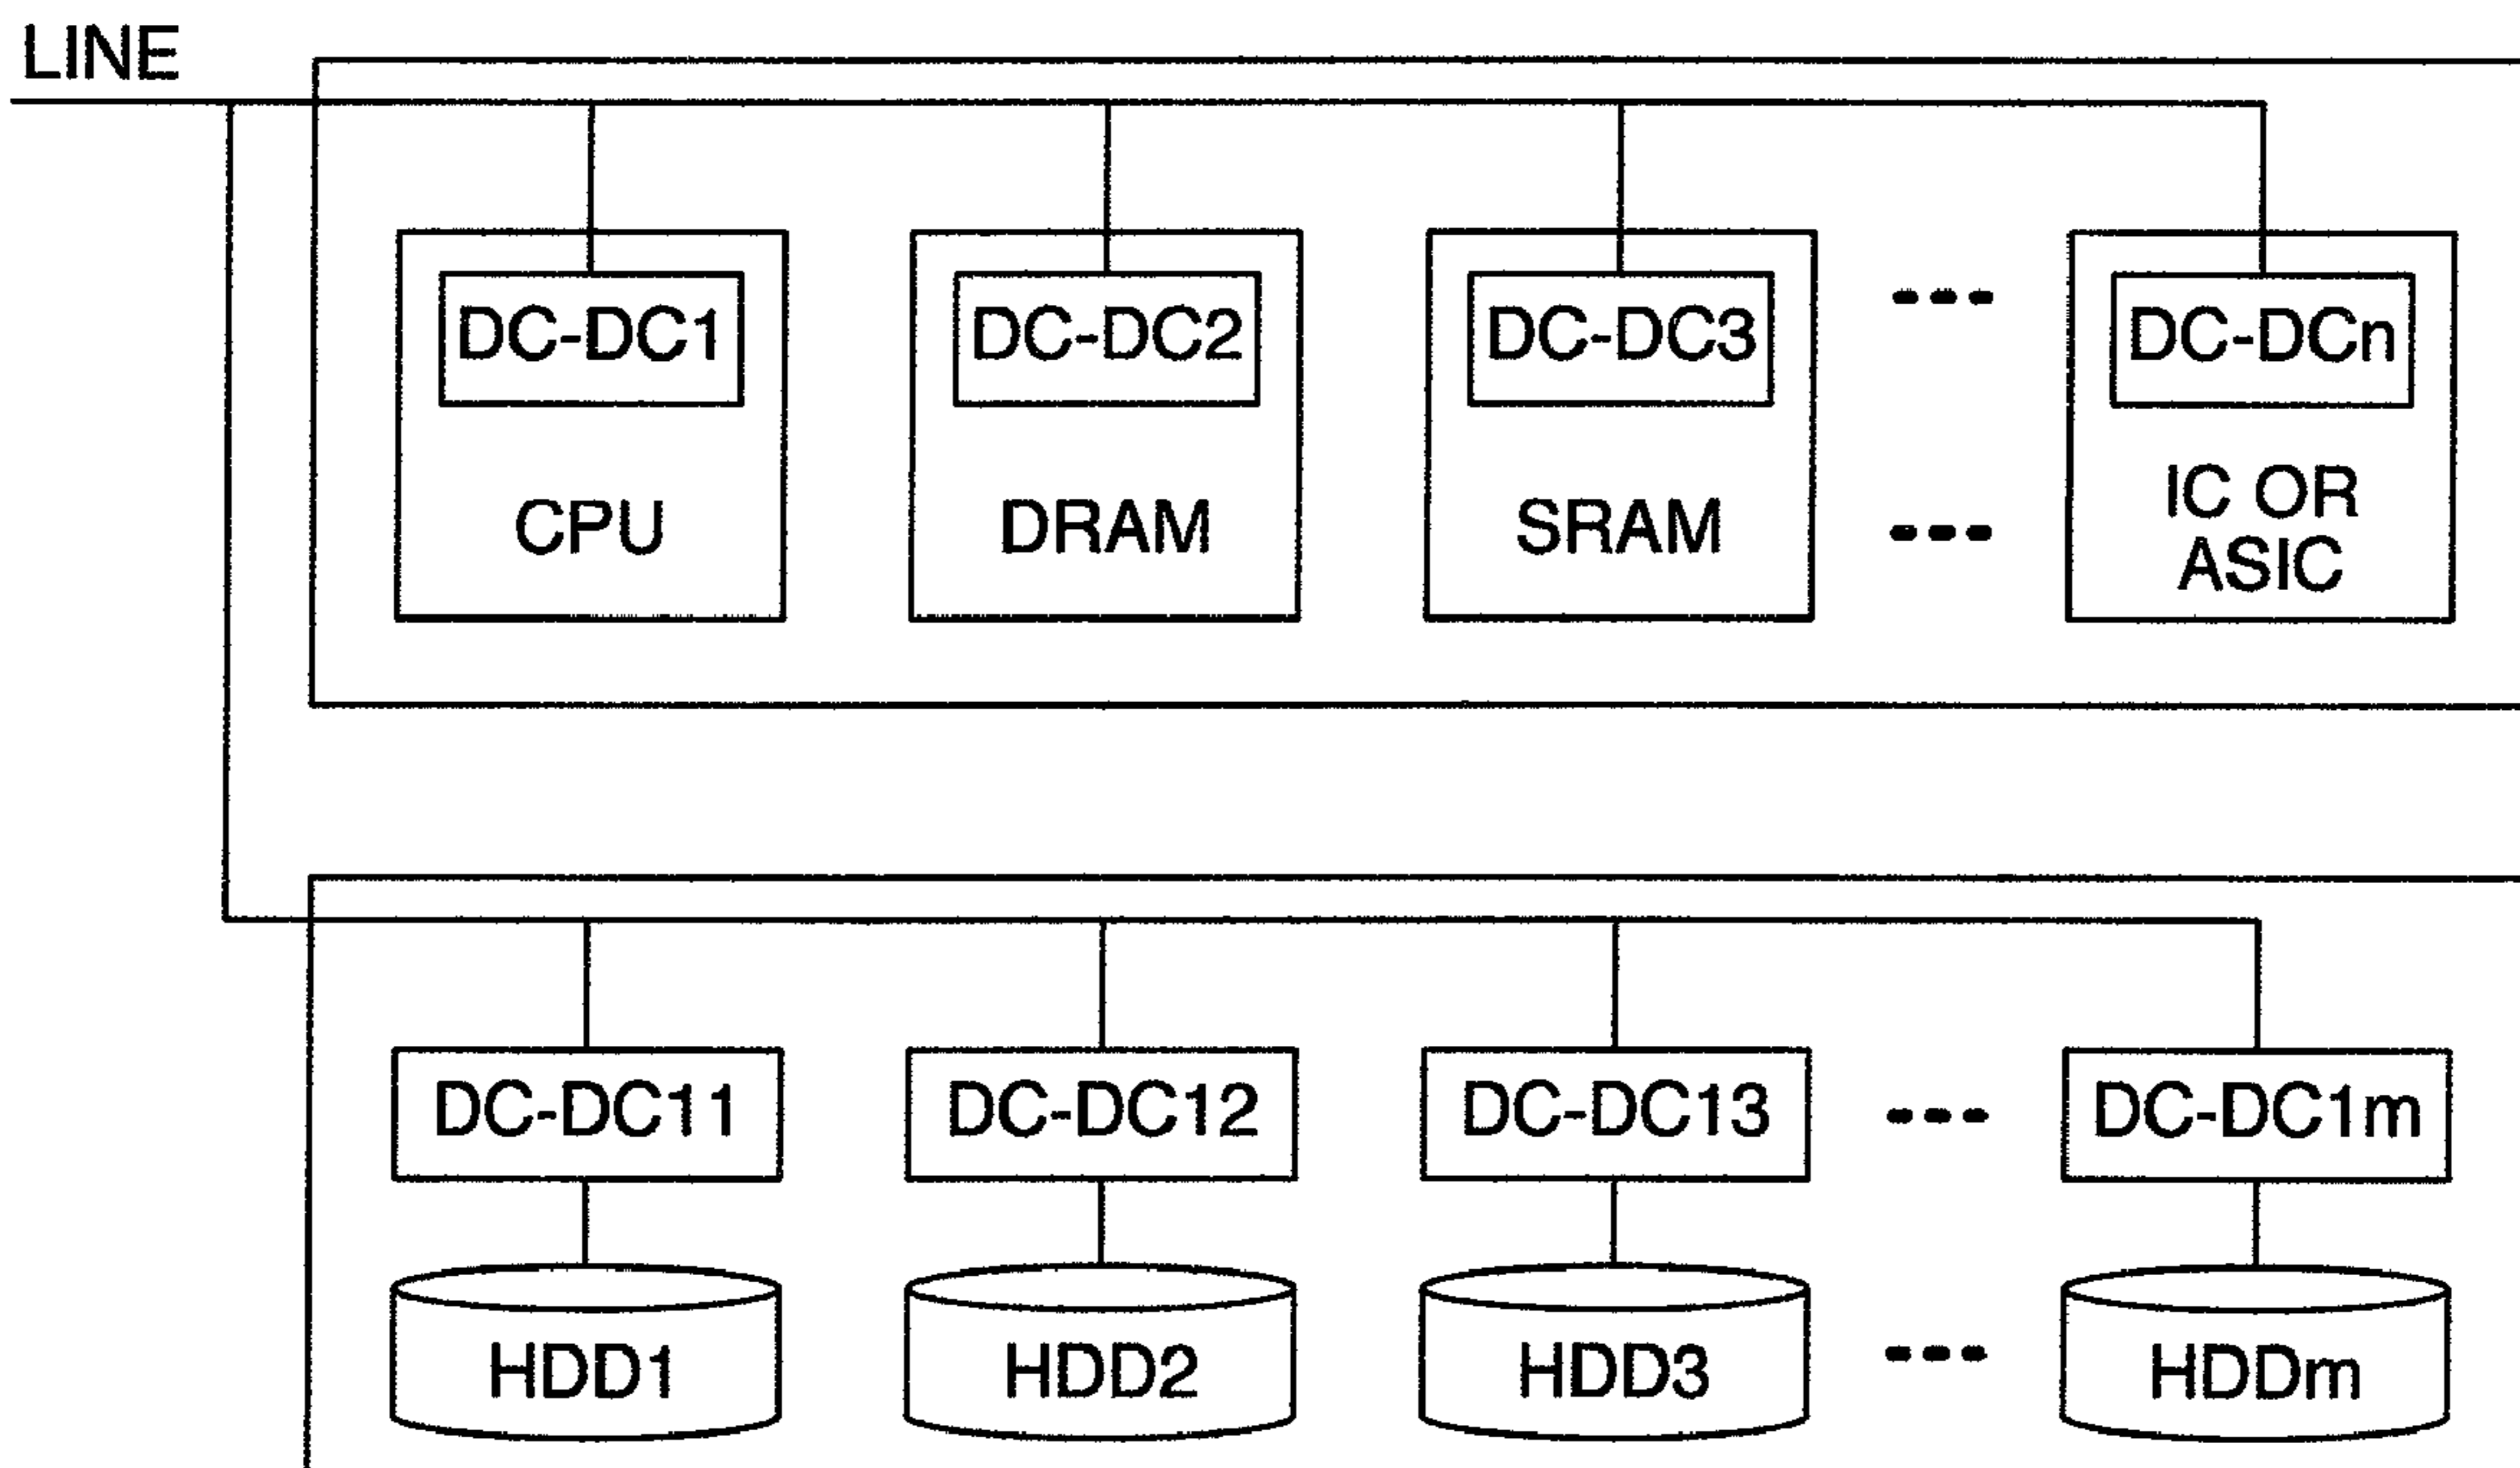 LINE
DC-DC1
DC-DC2
DC-DC3
DC-DCn
CPU
DRAM
SRAM
IC OR
ASIC
DC-DC11
DC-DC12
DC-DC13
DC-DC1m
HDD1
HDD2
HDD3
HDDm